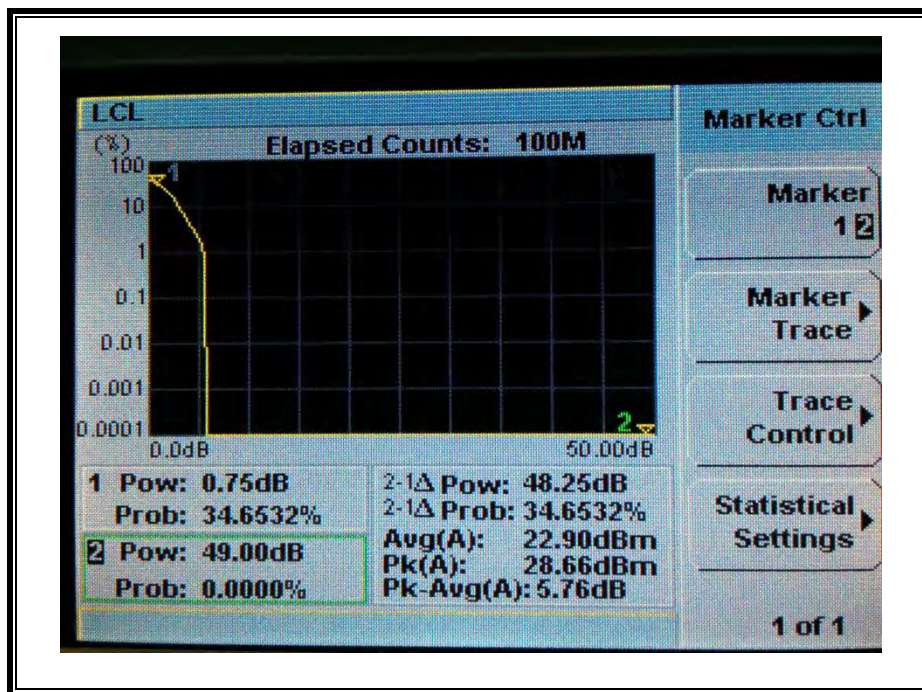 LCL
(%)
Elapsed Counts: 100M
100
1
10
1
0.1
0.01
0.001
0.0001
2
0.0dB
50.00dB
1 Pow: 0.75dB
Prob: 34.6532%
2 Pow: 49.00dB
Prob: 0.0000%
2-1Δ Pow: 48.25dB
2-1Δ Prob: 34.6532%
Avg(A): 22.90dBm
Pk(A): 28.66dBm
Pk-Avg(A): 5.76dB
Marker Ctrl
Marker
1 2
Marker
Trace
Trace
Control
Statistical
Settings
1 of 1